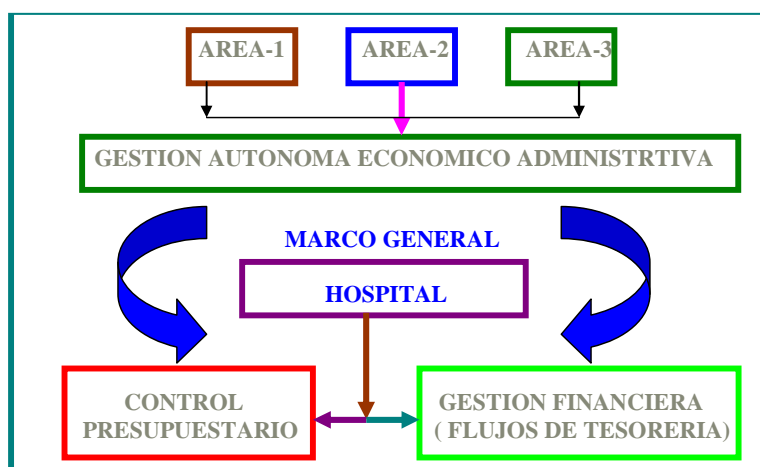 AREA-1
AREA-2
AREA-3
GESTION AUTONOMA ECONOMICO ADMINISTRTIVA
MARCO GENERAL
HOSPITAL
CONTROL
PRESUPUESTARIO
GESTION FINANCIERA
( FLUJOS DE TESORERIA)